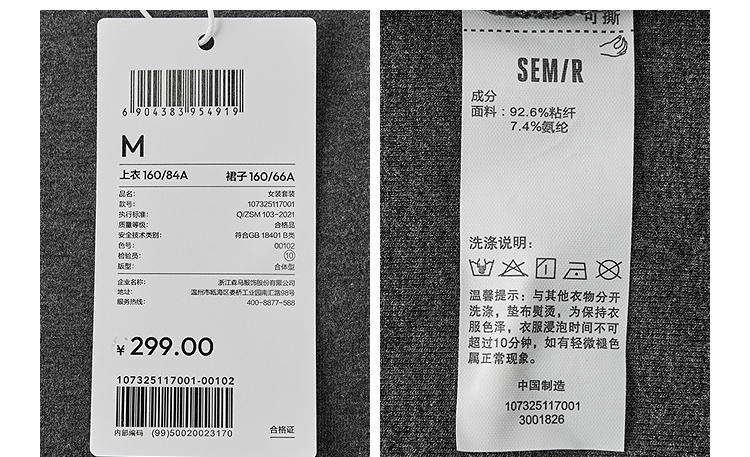 6 904383 954919
M
上衣 160/84A 裙子 160/66A
品名: 女装套装
款号: 107325117001
执行标准: Q/ZSM 103-2021
质量等级: 合格品
安全技术类别: 符合GB 18401 B类
色号: 00102
检验员: 10
版型: 合体型
企业名称: 浙江森马服饰股份有限公司
地址: 温州市瓯海区娄桥工业园南汇路98号
服务热线: 400-8877-588
¥ 299.00
107325117001-00102
内部编码 (99)50020023170
合格证
可撕
SEM/R
成分
面料：92.6%粘纤
7.4%氨纶
洗涤说明：
温馨提示：与其他衣物分开
洗涤，垫布熨烫，为保持衣
服色泽，衣服浸泡时间不可
超过10分钟，如有轻微褪色
属正常现象。
中国制造
107325117001
3001826